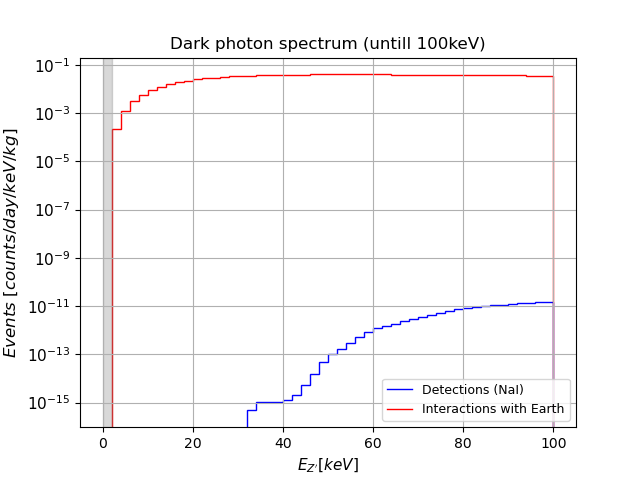 Dark photon spectrum (untill 100keV)
Events [counts/day/keV/kg]
10⁻¹
10⁻³
10⁻⁵
10⁻⁷
10⁻⁹
10⁻¹¹
10⁻¹³
10⁻¹⁵
Detections (NaI)
Interactions with Earth
0 20 40 60 80 100
E_{Z'}[keV]